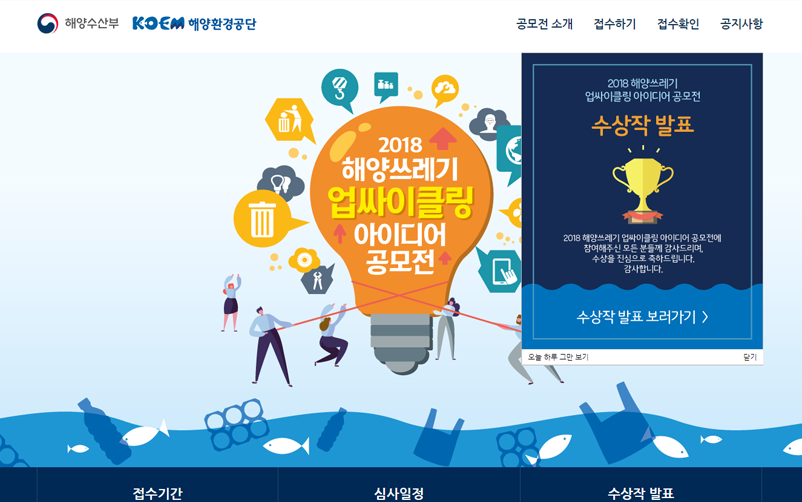 해양수산부 KOEM 해양환경공단
공모전 소개 접수하기 접수확인 공지사항
2018
해양쓰레기
업싸이클링
아이디어
공모전
2018 해양쓰레기
업싸이클링 아이디어 공모전
수상작 발표
2018 해양쓰레기 업싸이클링 아이디어 공모전에
참여해주신 모든 분들께 감사드리며,
수상을 진심으로 축하드립니다.
감사합니다.
수상작 발표 보러가기 >
오늘 하루 그만 보기 닫기
접수기간 심사일정 수상작 발표